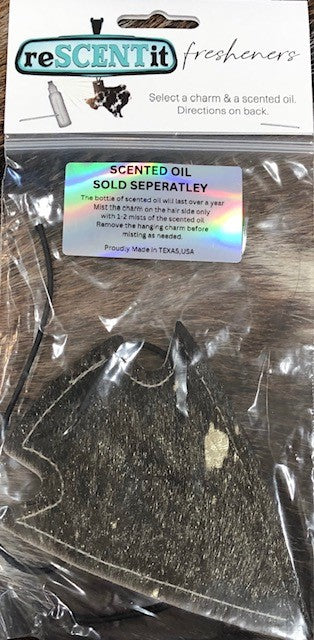 reSCENTit fresheners
Select a charm & a scented oil.
Directions on back.
SCENTED OIL
SOLD SEPERATLEY
The bottle of scented oil will last over a year
Mist the charm on the hair side only
with 1-2 mists of the scented oil.
Remove the hanging charm before
misting as needed.
Proudly Made in TEXAS,USA